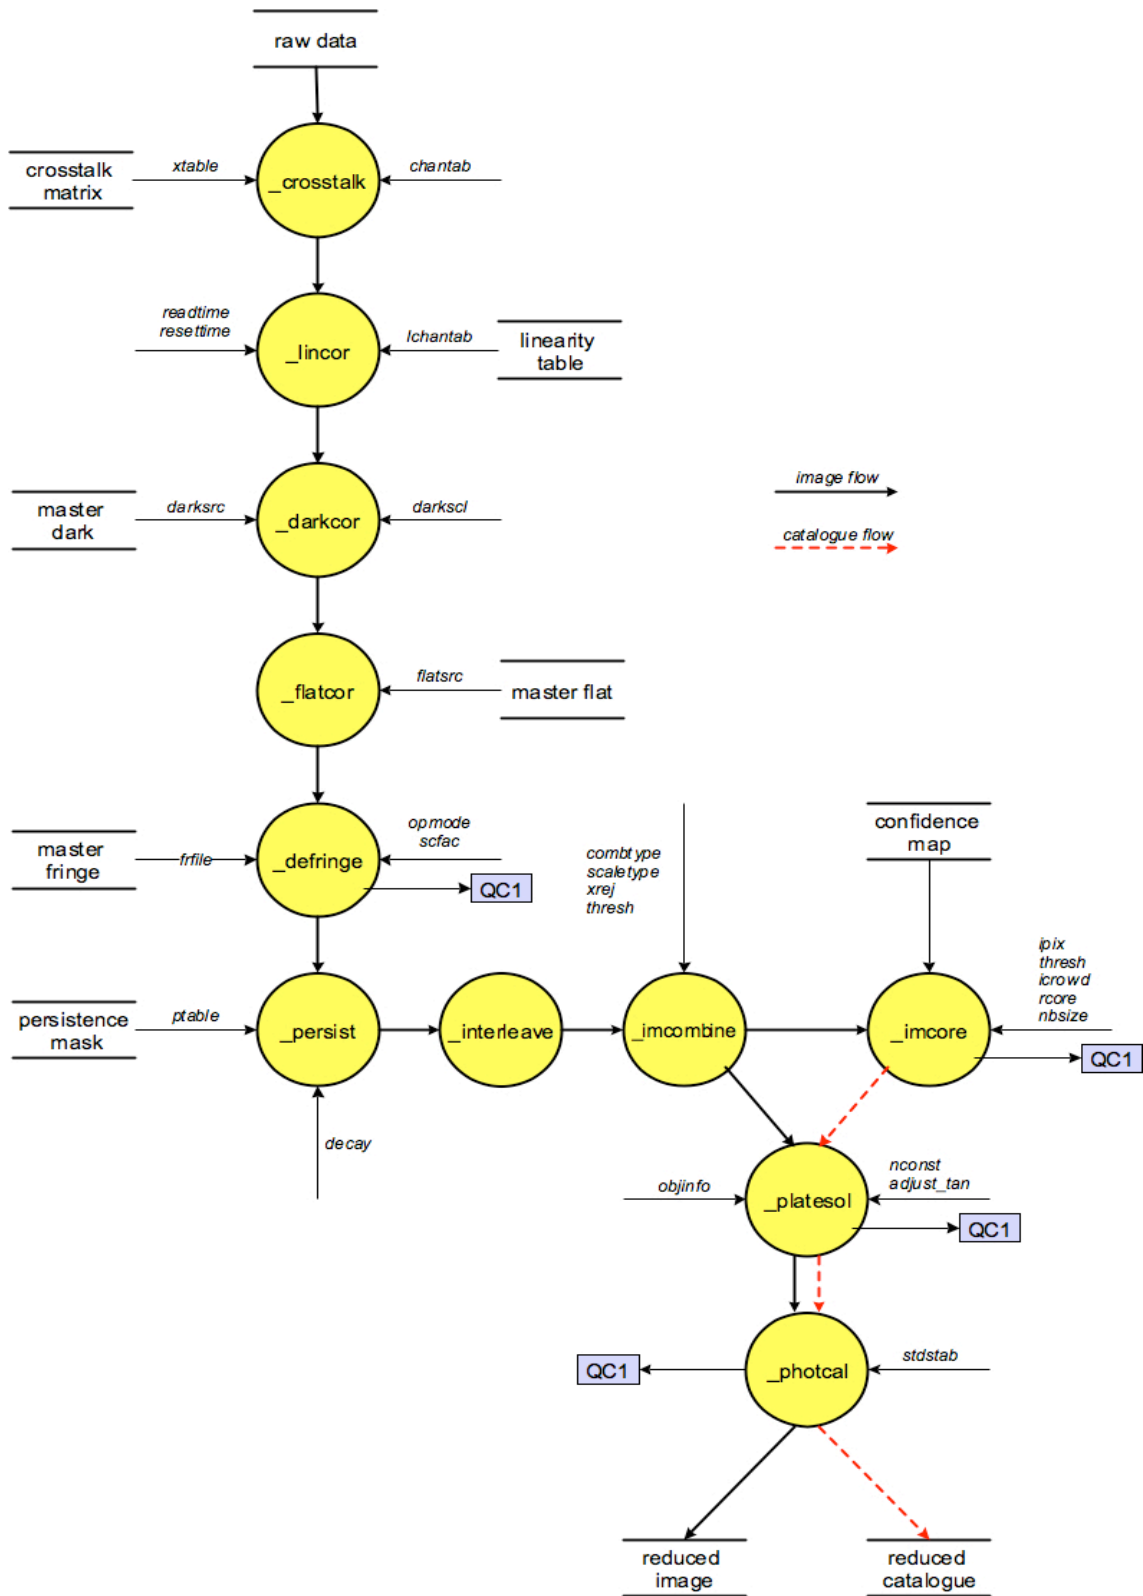 raw data
crosstalk
matrix
xtable
_crosstalk
chantab
readtime
resettime
_lincor
lchantab
linearity
table
master
dark
darksrc
_darkcor
darkscl
image flow
catalogue flow
_flatcor
flatsrc
master flat
master
fringe
frfile
_defringe
opmode
scfac
QC1
combtype
scaletype
xrej
thresh
confidence
map
persistence
mask
ptable
_persist
_interleave
_imcombine
_imcore
ipix
thresh
icrowd
rcore
nbsize
QC1
decay
objinfo
_platesol
nconst
adjust_tan
QC1
QC1
_photcal
stdstab
reduced
image
reduced
catalogue